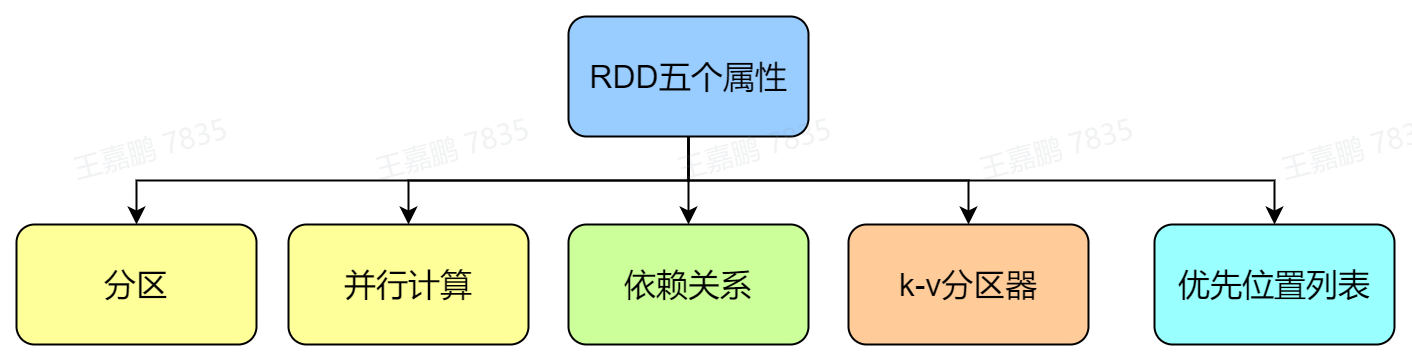 RDD五个属性
王嘉鹏 7835
王嘉鹏 7835
王嘉鹏 7835
王嘉鹏 7835
王嘉鹏 783
分区
并行计算
依赖关系
k-v分区器
优先位置列表